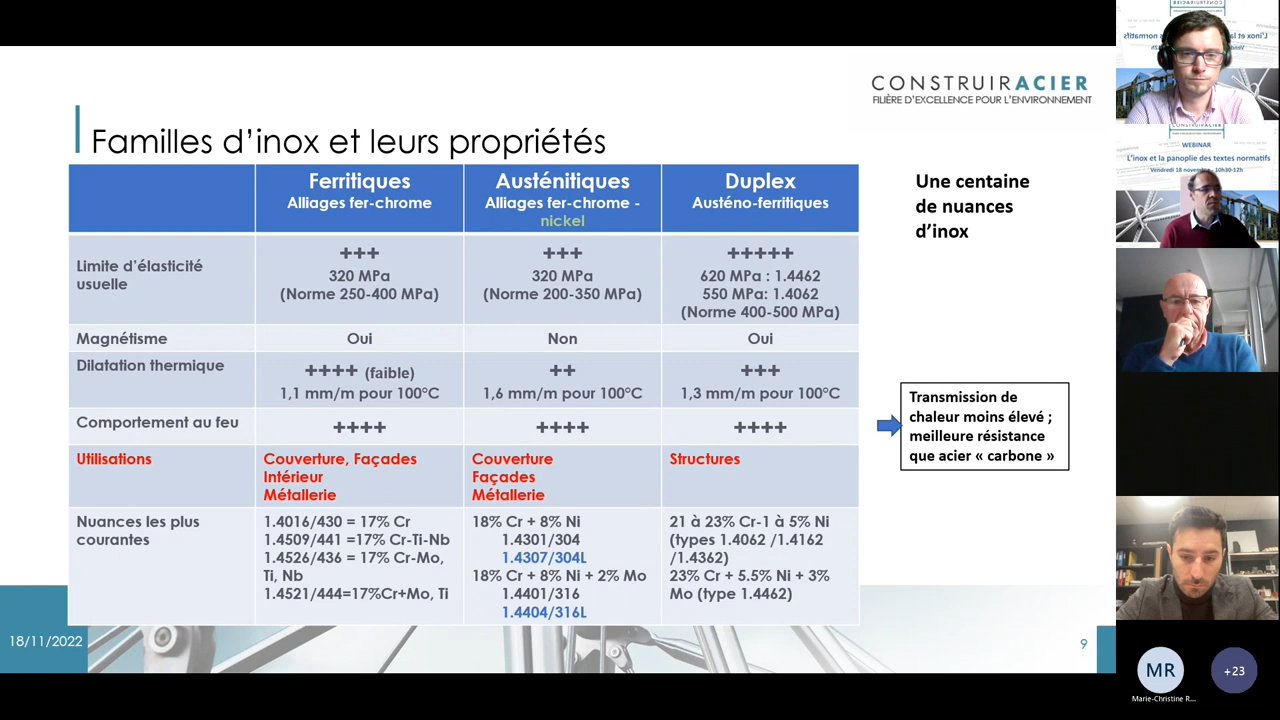 CONSTRUIRACIER
FILIÈRE D'EXCELLENCE POUR L'ENVIRONNEMENT
Familles d'inox et leurs propriétés
Ferritiques
Alliages fer-chrome
Austénitiques
Alliages fer-chrome -
nickel
Duplex
Austéno-ferritiques
Limite d'élasticité
usuelle
+++
320 MPa
(Norme 250-400 MPa)
+++
320 MPa
(Norme 200-350 MPa)
+++++
620 MPa : 1.4462
550 MPa: 1.4062
(Norme 400-500 MPa)
Magnétisme
Oui
Non
Oui
Dilatation thermique
++++ (faible)
1,1 mm/m pour 100°C
++
1,6 mm/m pour 100°C
+++
1,3 mm/m pour 100°C
Comportement au feu
++++
++++
++++
Utilisations
Couverture, Façades
Intérieur
Métallerie
Couverture
Façades
Métallerie
Structures
Nuances les plus
courantes
1.4016/430 = 17% Cr
1.4509/441 =17% Cr-Ti-Nb
1.4526/436 = 17% Cr-Mo,
Ti, Nb
1.4521/444=17%Cr+Mo, Ti
18% Cr + 8% Ni
1.4301/304
1.4307/304L
18% Cr + 8% Ni + 2% Mo
1.4401/316
1.4404/316L
21 à 23% Cr-1 à 5% Ni
(types 1.4062 /1.4162
/1.4362)
23% Cr + 5.5% Ni + 3%
Mo (type 1.4462)
Une centaine
de nuances
d'inox
Transmission de
chaleur moins élevé ;
meilleure résistance
que acier « carbone »
18/11/2022
9
WEBINAR
L'inox et la panoplie des textes normatifs
Vendredi 18 novembre - 10h30-12h
MR
Marie-Christine R...
+23